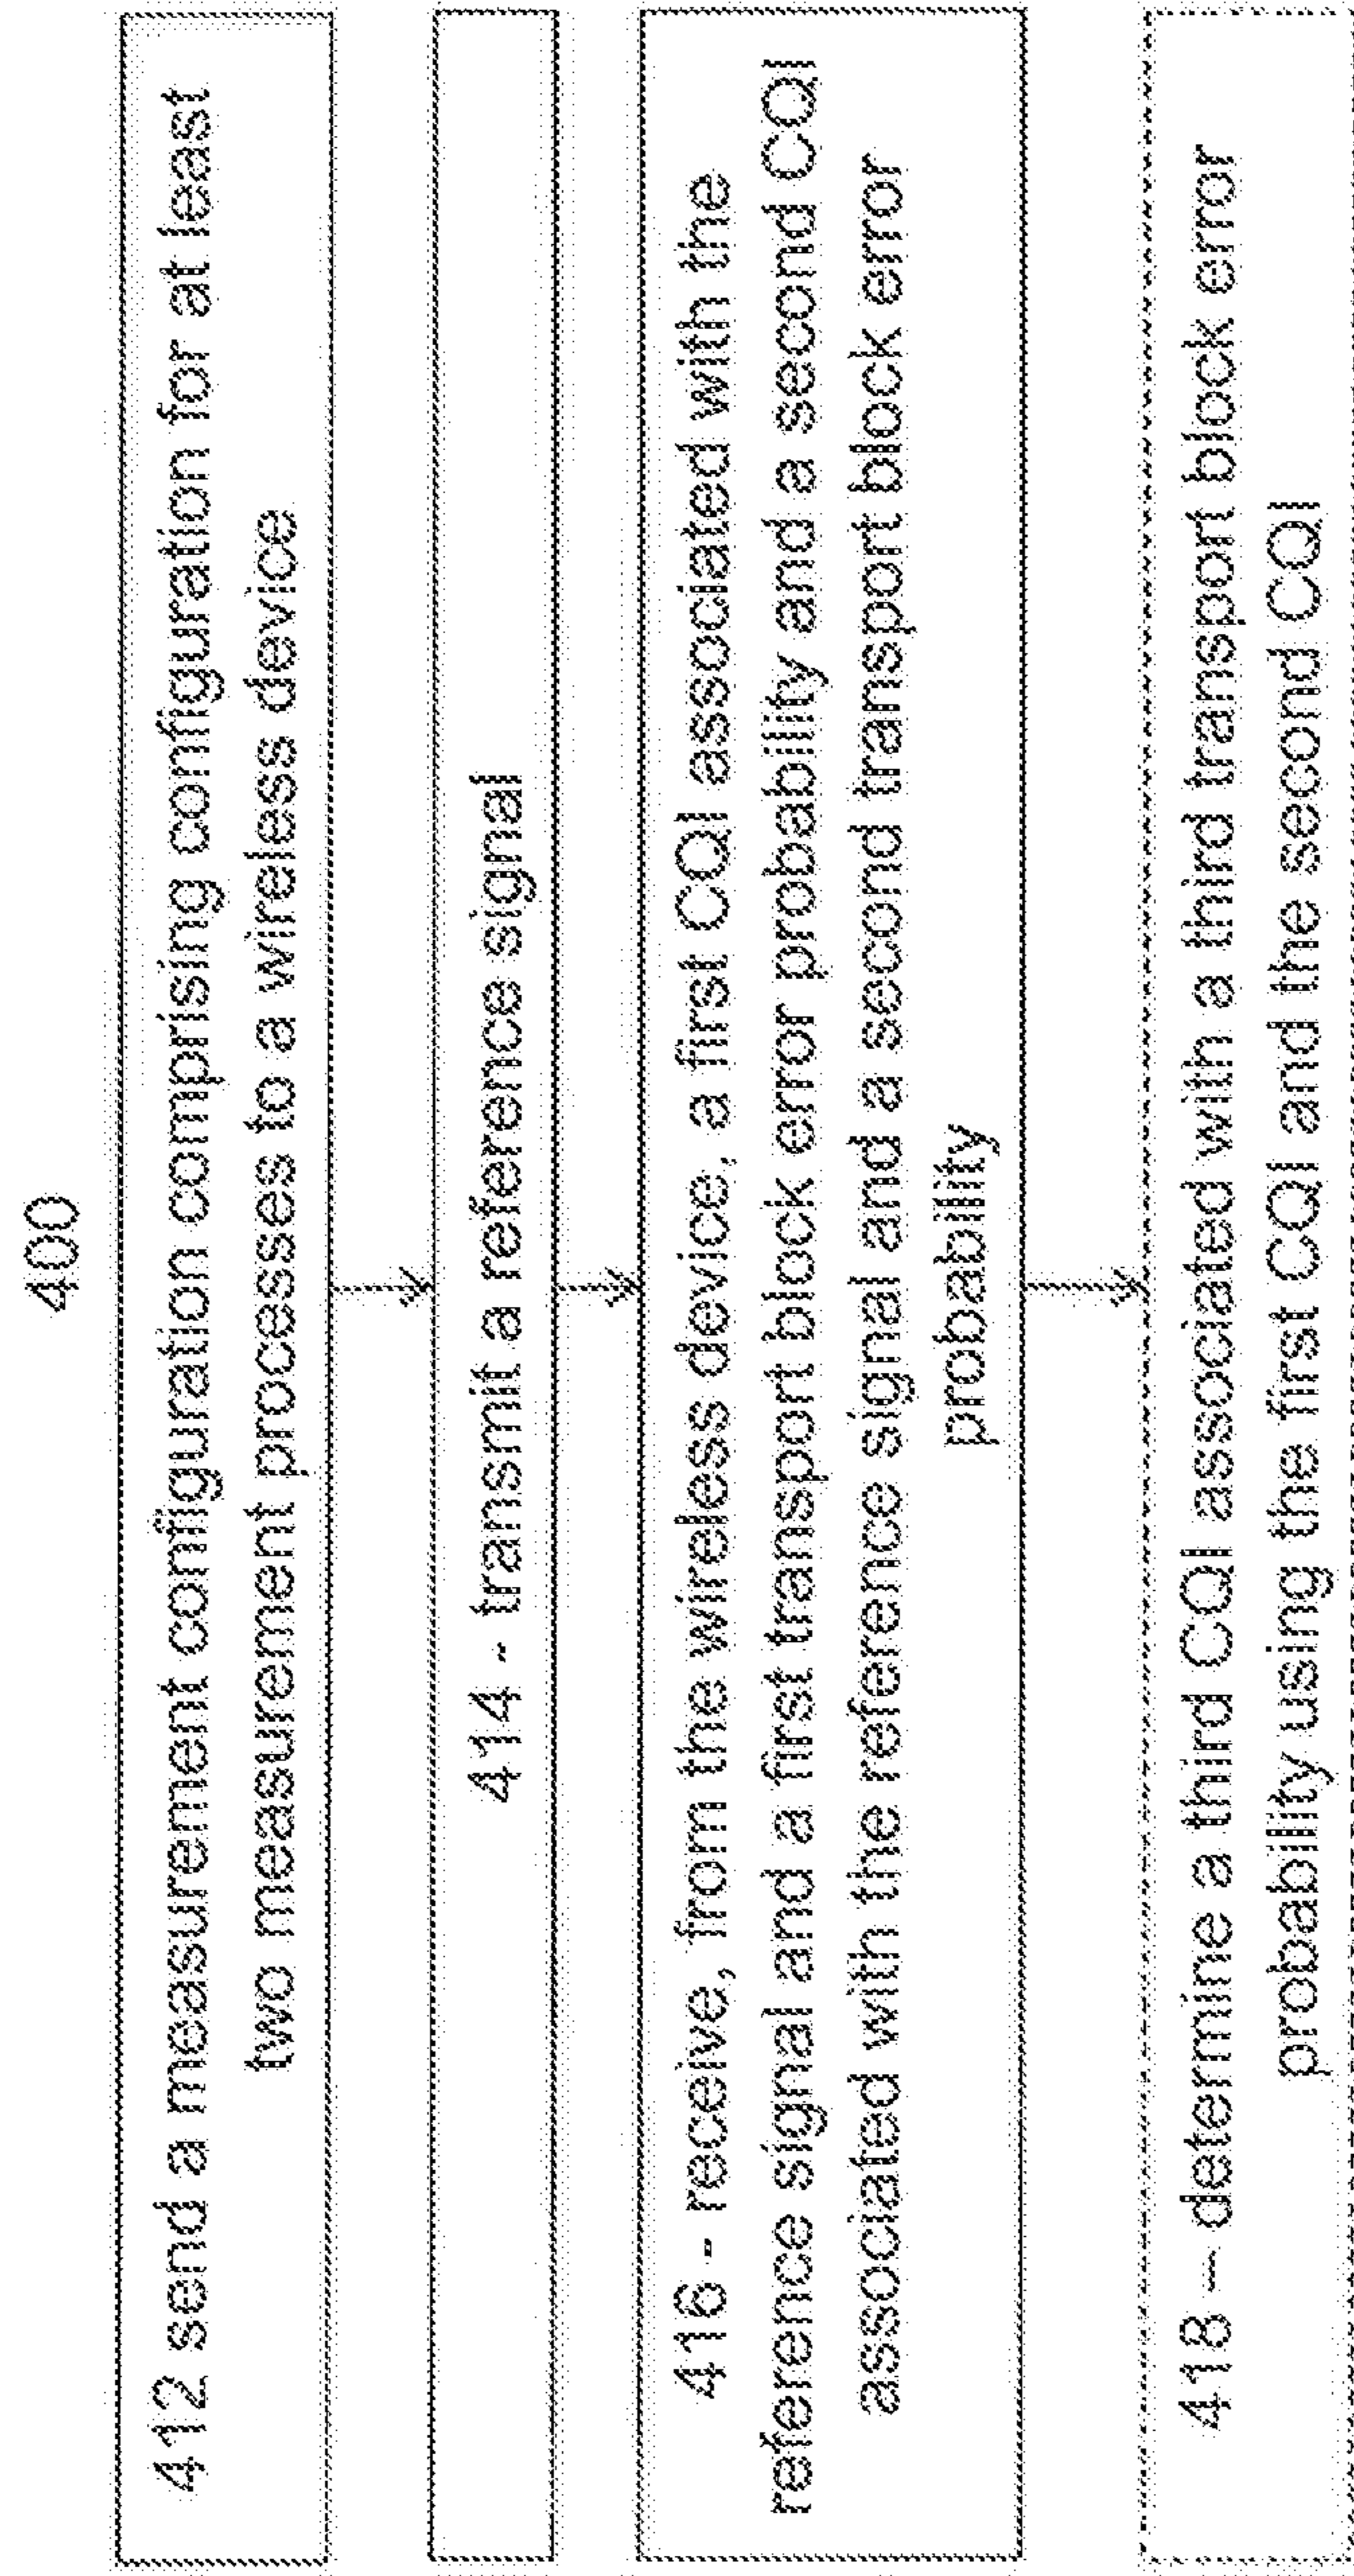 400
412 send a measurement configuration comprising configuration for at least
two measurement processes to a wireless device
414 - transmit a reference signal
416 - receive, from the wireless device, a first CQI associated with the
reference signal and a first transport block error probability and a second CQI
associated with the reference signal and a second transport block error
probability
418 – determine a third CQI associated with a third transport block error
probability using the first CQI and the second CQI